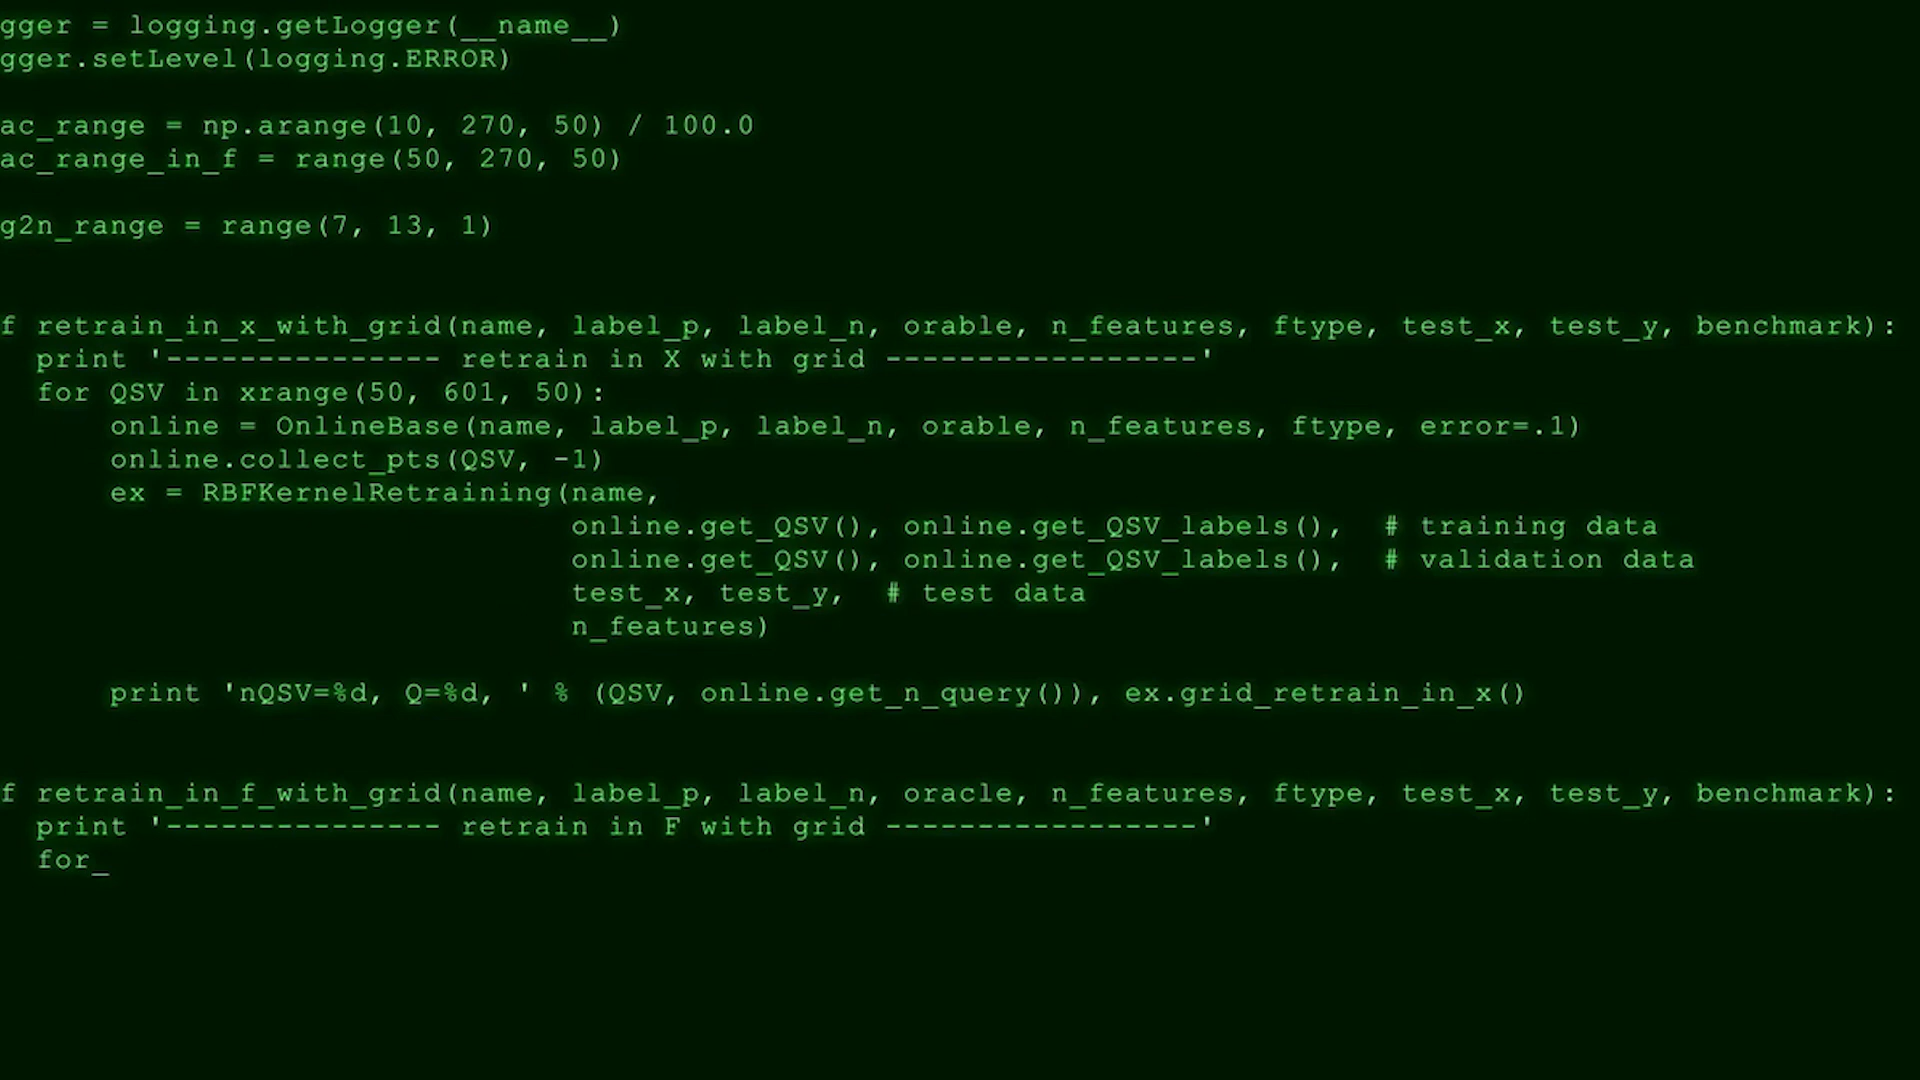 gger = logging.getLogger(__name__)
gger.setLevel(logging.ERROR)
ac_range = np.arange(10, 270, 50) / 100.0
ac_range_in_f = range(50, 270, 50)
g2n_range = range(7, 13, 1)
f retrain_in_x_with_grid(name, label_p, label_n, orable, n_features, ftype, test_x, test_y, benchmark):
print '--------------- retrain in X with grid -----------------'
for QSV in xrange(50, 601, 50):
online = OnlineBase(name, label_p, label_n, orable, n_features, ftype, error=.1)
online.collect_pts(QSV, -1)
ex = RBFKernelRetraining(name,
online.get_QSV(), online.get_QSV_labels(),  # training data
online.get_QSV(), online.get_QSV_labels(),  # validation data
test_x, test_y,  # test data
n_features)
print 'nQSV=%d, Q=%d, ' % (QSV, online.get_n_query()), ex.grid_retrain_in_x()
f retrain_in_f_with_grid(name, label_p, label_n, oracle, n_features, ftype, test_x, test_y, benchmark):
print '--------------- retrain in F with grid -----------------'
for_